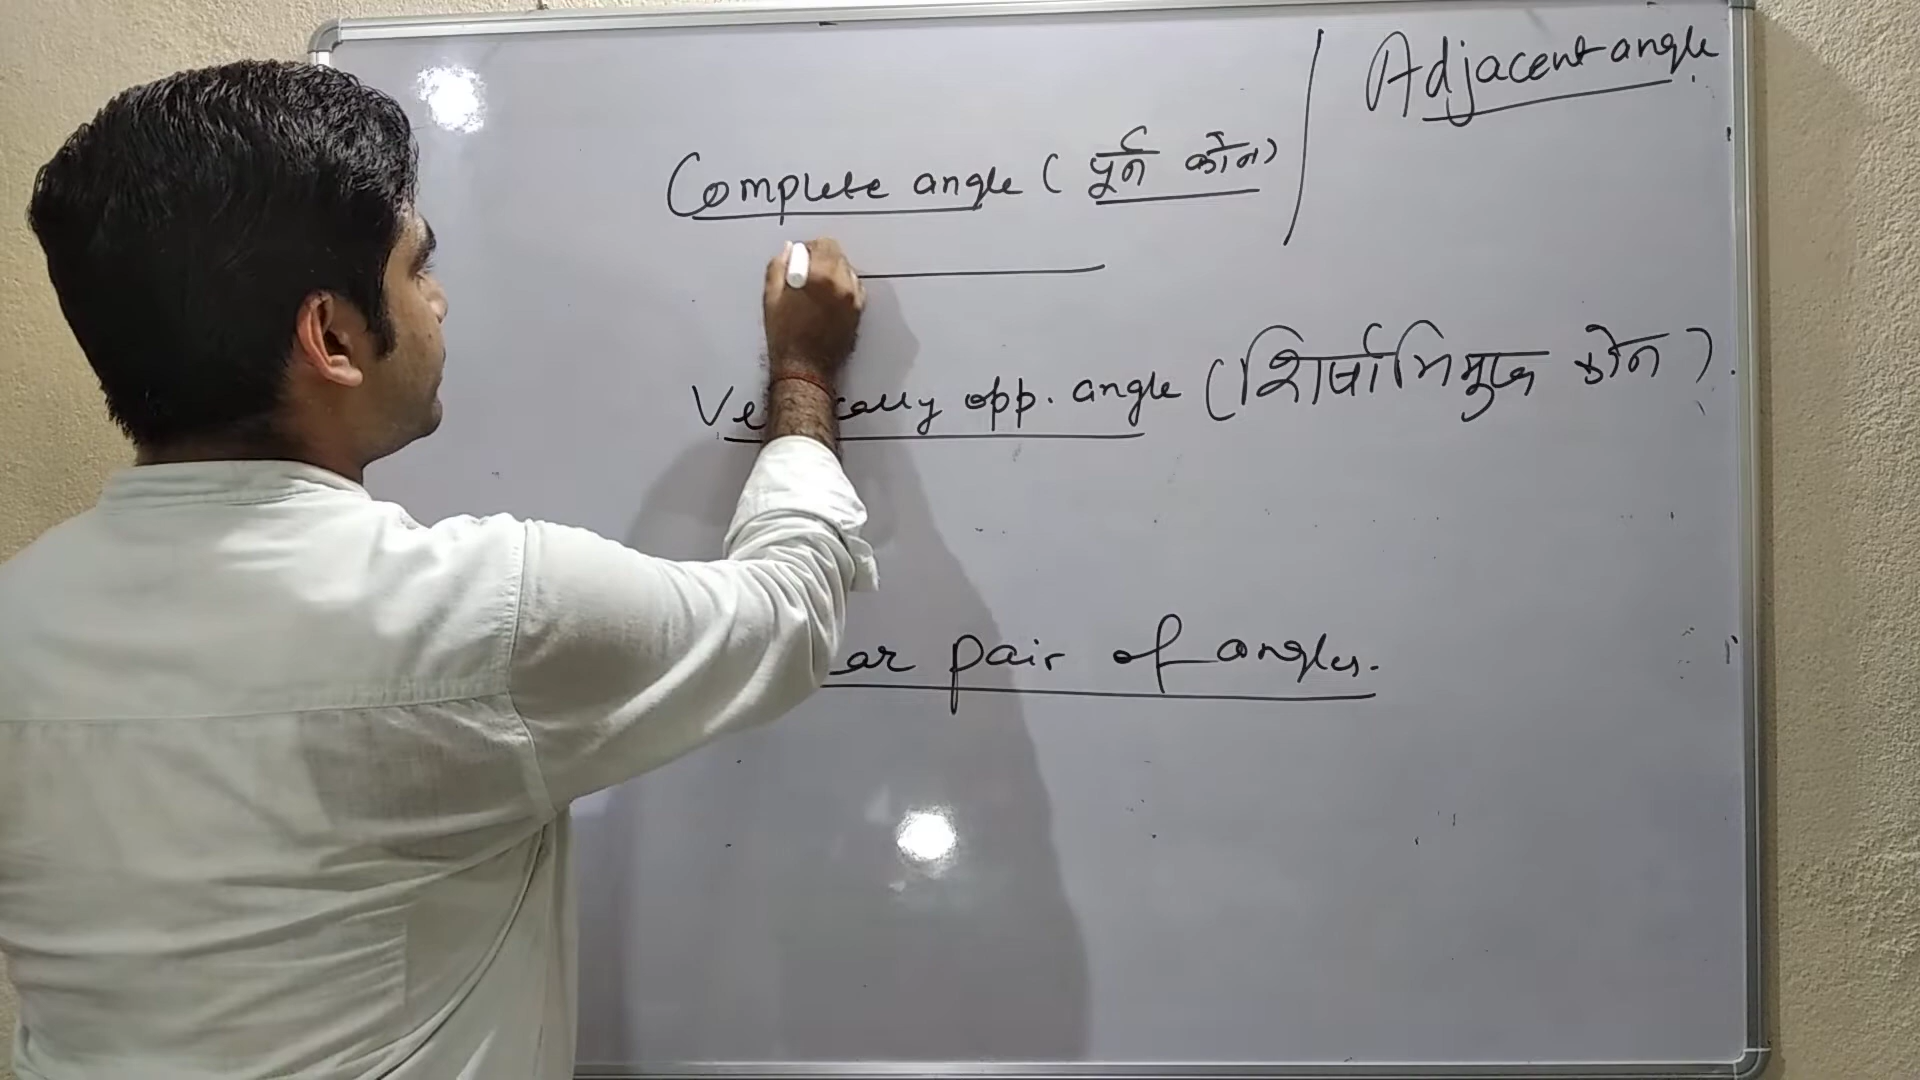 Adjacent angle
Complete angle ( पूर्न कोन )
opp. angle ( शिर्षाभिमुख कोन )
pair of angles.